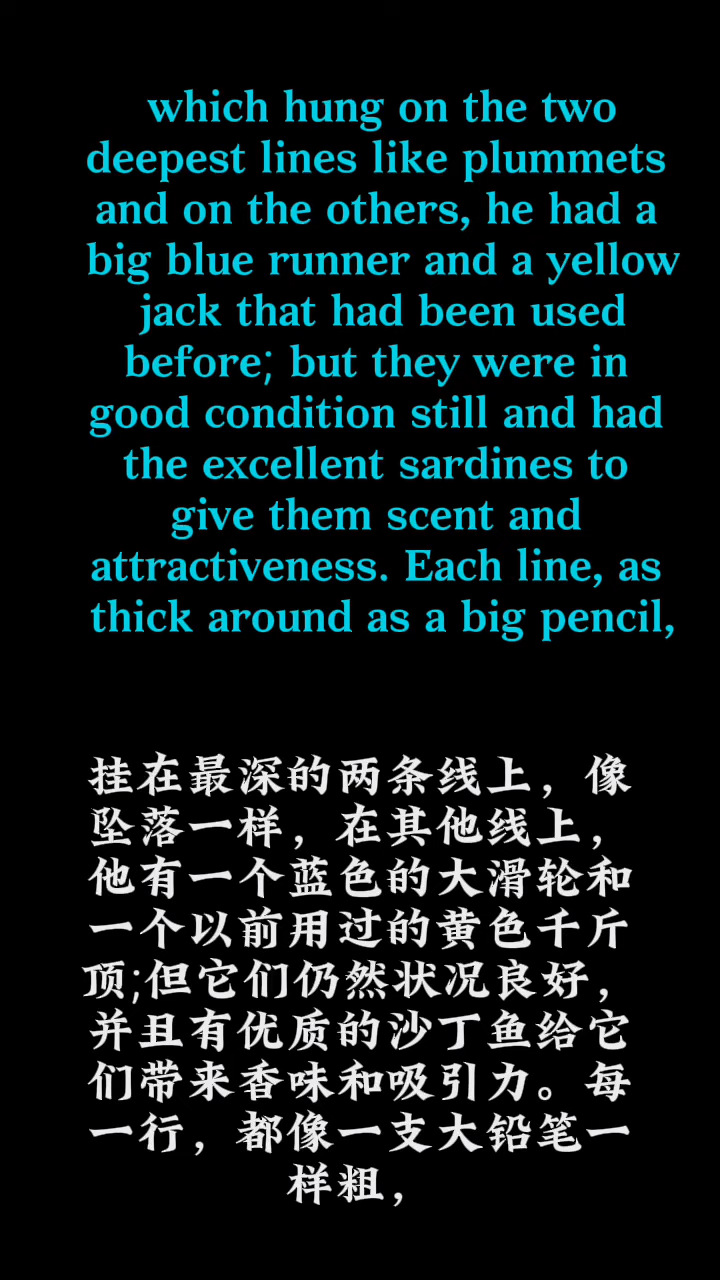 which hung on the two
deepest lines like plummets
and on the others, he had a
big blue runner and a yellow
jack that had been used
before; but they were in
good condition still and had
the excellent sardines to
give them scent and
attractiveness. Each line, as
thick around as a big pencil,
挂在最深的两条线上，像
坠落一样，在其他线上，
他有一个蓝色的大滑轮和
一个以前用过的黄色千斤
顶;但它们仍然状况良好，
并且有优质的沙丁鱼给它
们带来香味和吸引力。每
一行，都像一支大铅笔一
样粗，